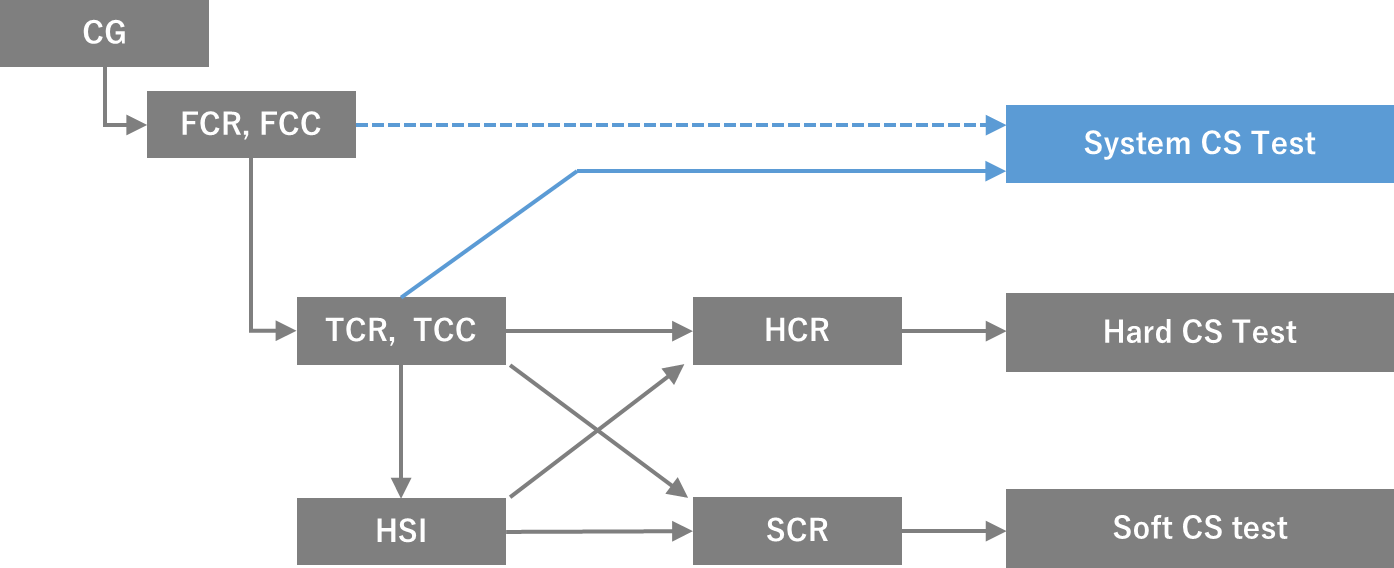 CG
FCR, FCC
System CS Test
TCR, TCC
HCR
Hard CS Test
HSI
SCR
Soft CS test